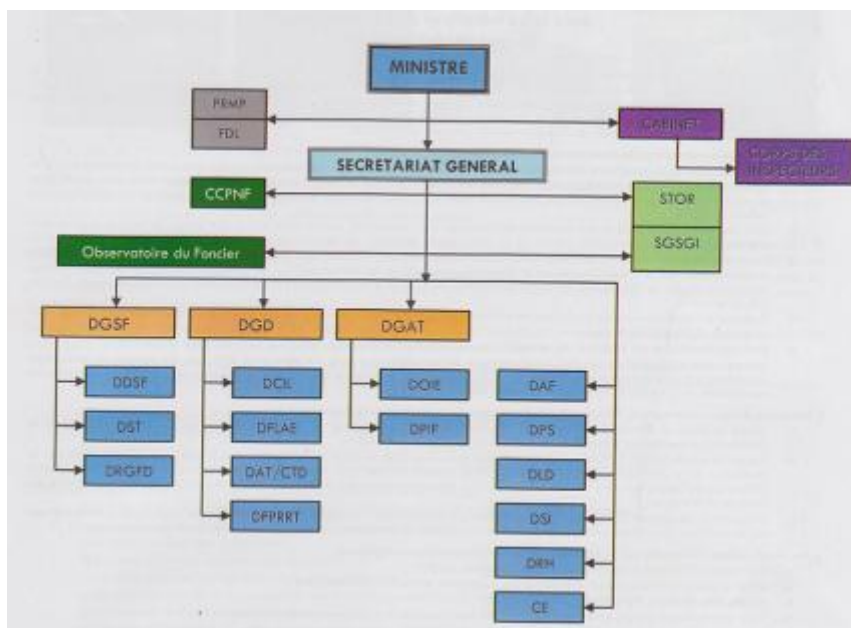 MINISTRE
PRMP
FDL
CABINET
CORPS DES
INSPECTEURS
SECRETARIAT GENERAL
CCPNF
STOR
Observatoire du Foncier
SGSGI
DGSF
DGD
DGAT
DDSF
DCIL
DOIE
DAF
DST
DFLAE
DPIF
DPS
DRGFD
DAT/CTD
DLD
DFPRRT
DSI
DRH
CE